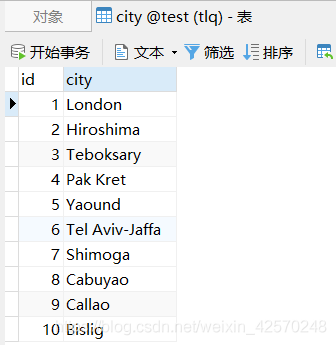 对象
city @test (tlq) - 表
开始事务
文本
筛选
排序
id city
1 London
2 Hiroshima
3 Teboksary
4 Pak Kret
5 Yaound
6 Tel Aviv-Jaffa
7 Shimoga
8 Cabuyao
9 Callao
10 Bislig
https://blog.csdn.net/weixin_42570248